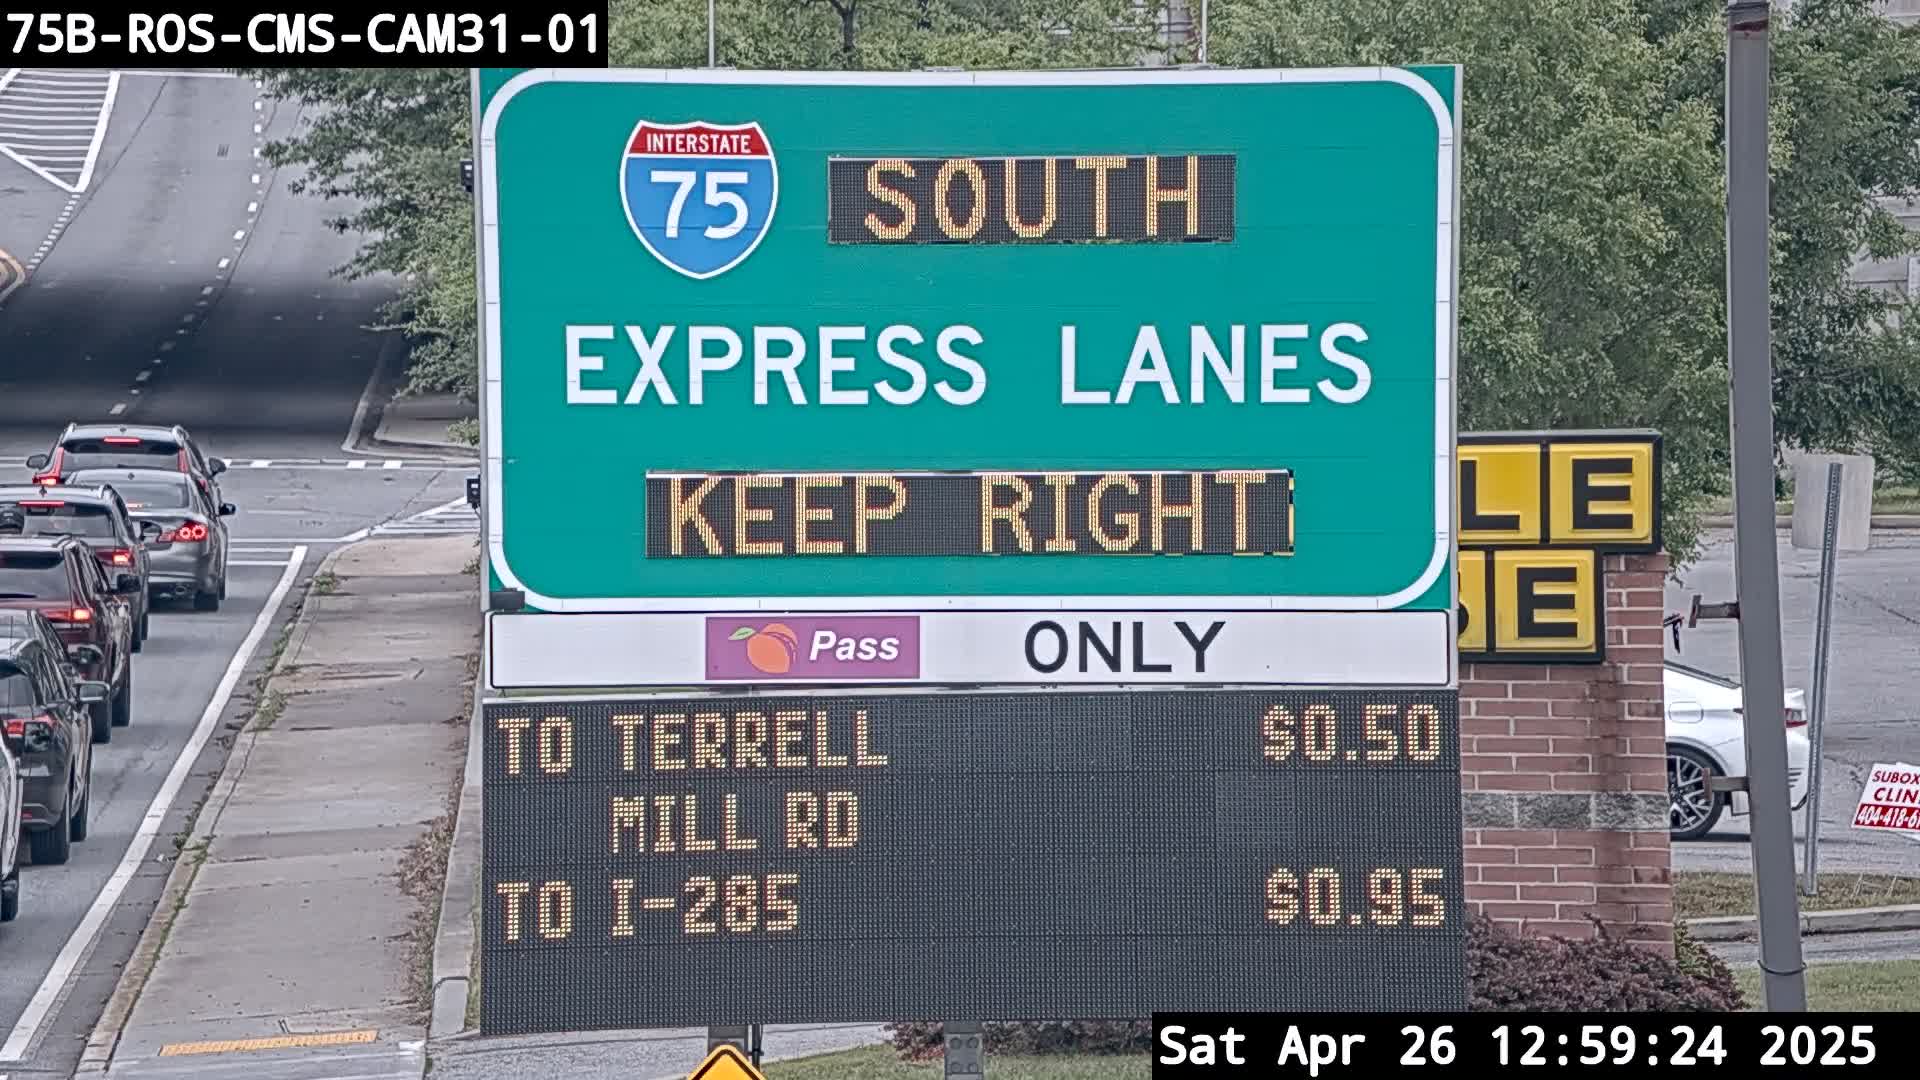 75B-ROS-CMS-CAM31-01
INTERSTATE
75
SOUTH
EXPRESS LANES
KEEP RIGHT
Pass ONLY
TO TERRELL $0.50
MILL RD
TO I-285 $0.95
LE
E
Sat Apr 26 12:59:24 2025